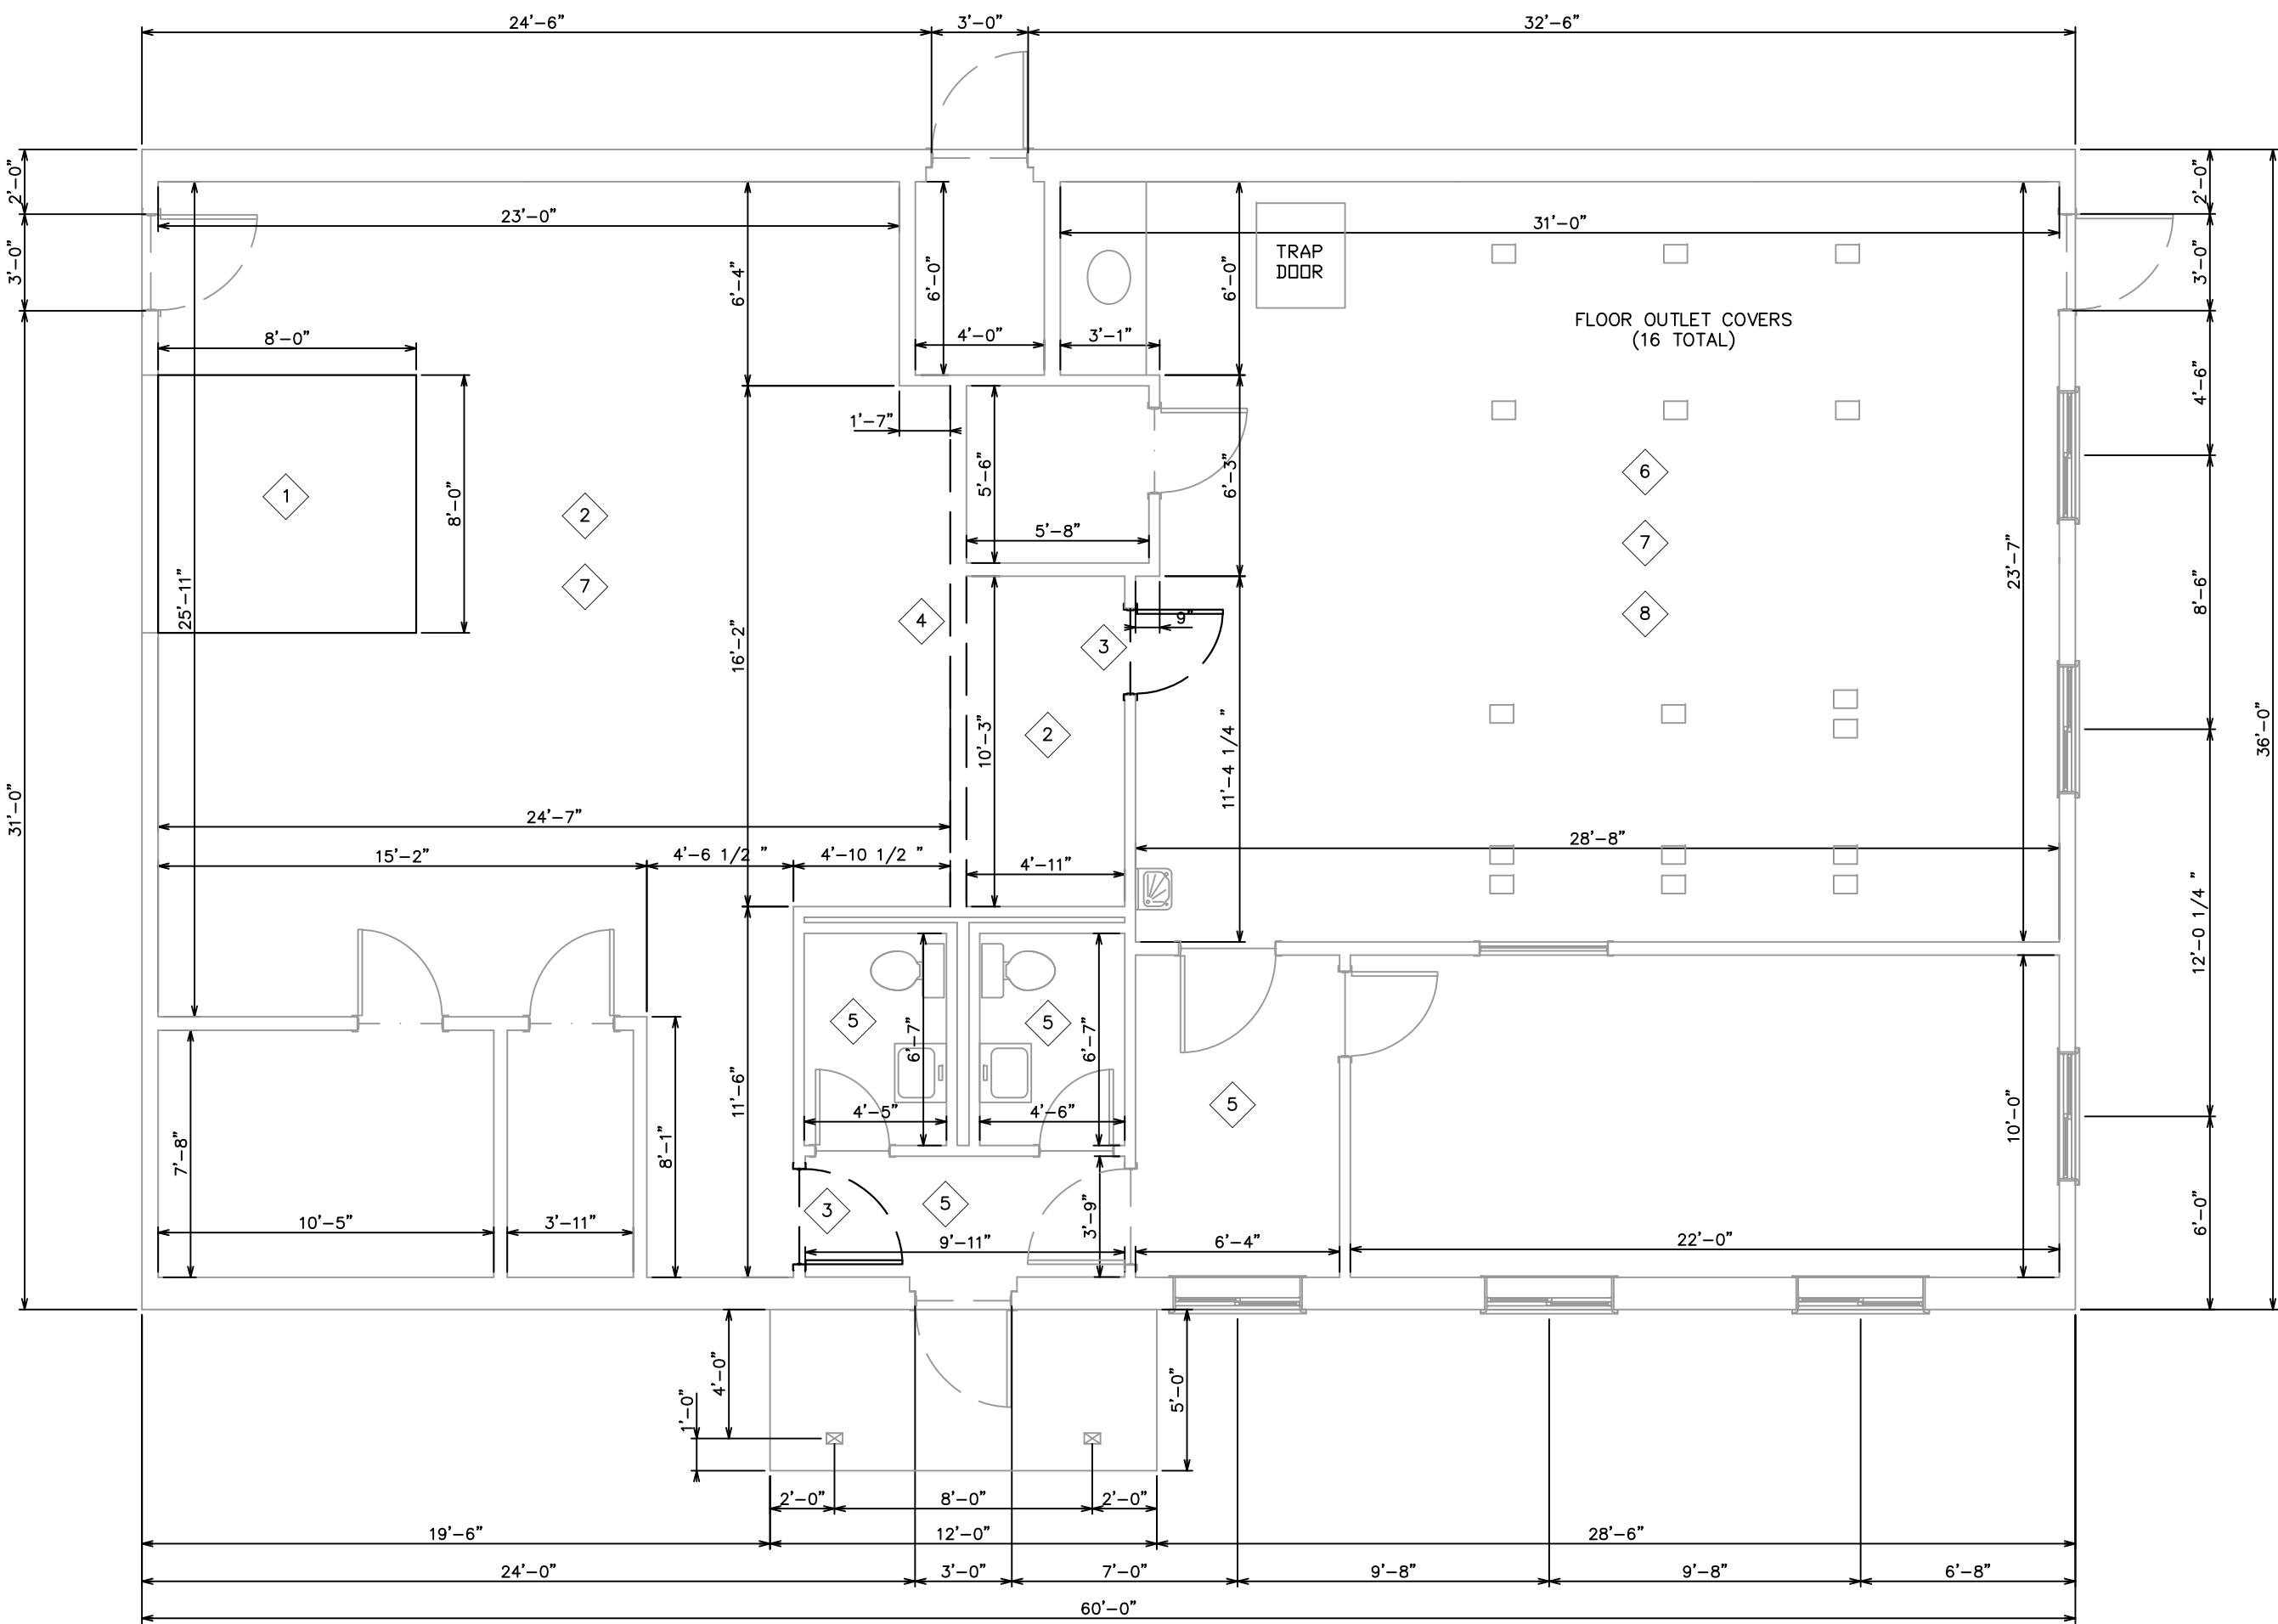 24'-6" 3'-0" 32'-6"
2'-0" 2'-0"
23'-0" 31'-0"
3'-0" 3'-0"
TRAP
DOOR
6'-4" 6'-0" 6'-0"
FLOOR OUTLET COVERS
(16 TOTAL)
8'-0" 4'-0" 3'-1"
4'-6"
1'-7"
1 8'-0" 5'-6" 6'-3" 6
2
5'-8" 7
7 25'-11" 23'-7" 8'-6"
4 9" 8
16'-2" 3
2 10'-3" 11'-4 1/4 " 36'-0"
31'-0"
24'-7"
28'-8"
15'-2" 4'-6 1/2 " 4'-10 1/2 "
4'-11"
12'-0 1/4 "
5 5
6'-7" 6'-7"
11'-6" 5
4'-5" 4'-6"
7'-8" 8'-1" 10'-0"
3 5 3'-9" 6'-0"
10'-5" 3'-11"
9'-11" 6'-4" 22'-0"
4'-0" 5'-0"
1'-0"
2'-0" 8'-0" 2'-0"
19'-6" 12'-0" 28'-6"
24'-0" 3'-0" 7'-0" 9'-8" 9'-8" 6'-8"
60'-0"